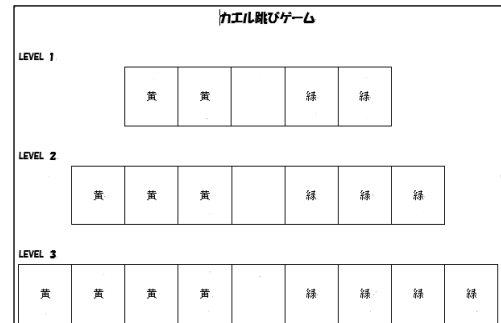 カエル跳びゲーム
LEVEL 1
黄 黄 緑 緑
LEVEL 2
黄 黄 黄 緑 緑 緑
LEVEL 3
黄 黄 黄 黄 緑 緑 緑 緑